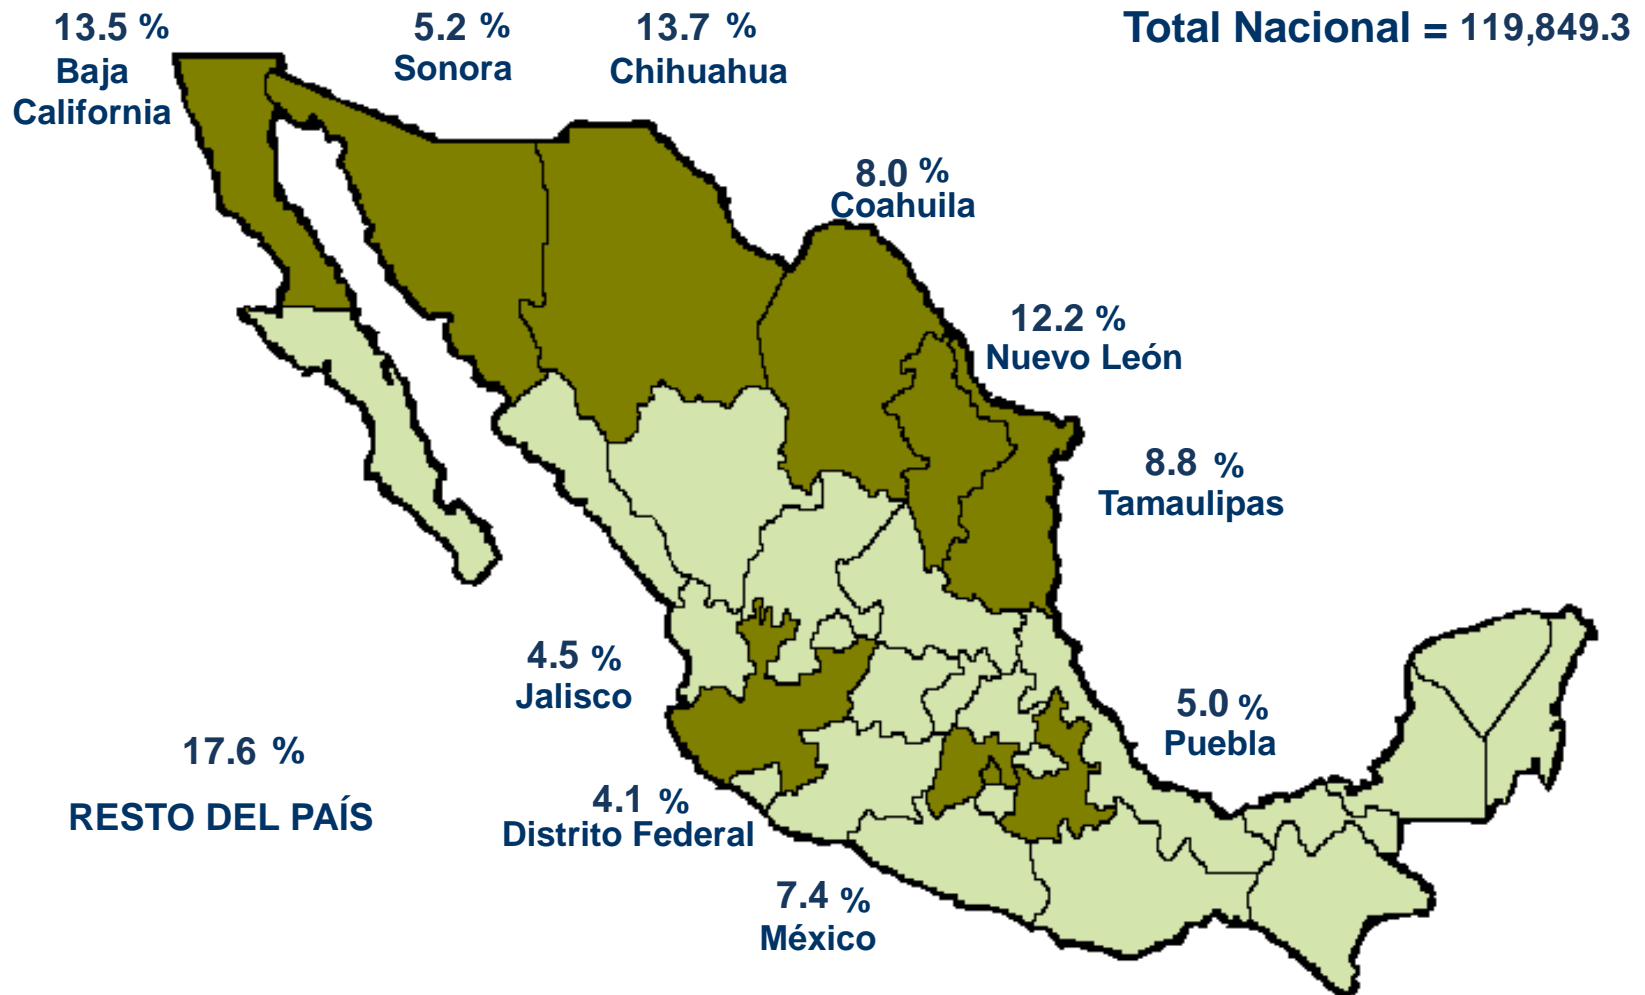 13.5 %
Baja
California
5.2 %
Sonora
13.7 %
Chihuahua
Total Nacional = 119,849.3
8.0 %
Coahuila
12.2 %
Nuevo León
8.8 %
Tamaulipas
4.5 %
Jalisco
5.0 %
Puebla
17.6 %
RESTO DEL PAÍS
4.1 %
Distrito Federal
7.4 %
México